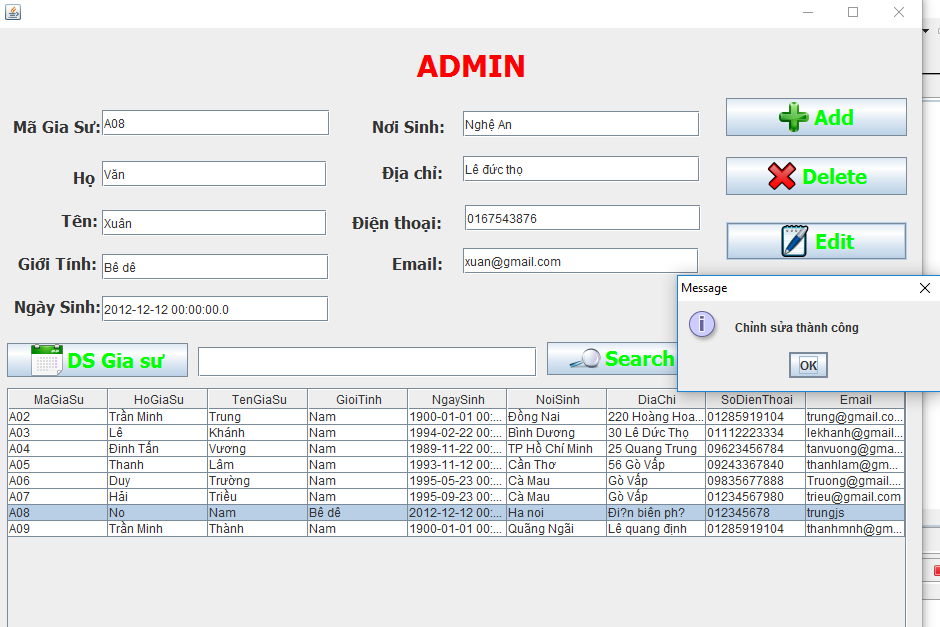 ADMIN
Mã Gia Sư: A08
Nơi Sinh: Nghệ An
Add
Họ Văn
Địa chỉ: Lê đức thọ
Delete
Tên: Xuân
Điện thoại: 0167543876
Edit
Giới Tính: Bê dê
Email: xuan@gmail.com
Ngày Sinh: 2012-12-12 00:00:00.0
Message
Chỉnh sửa thành công
OK
DS Gia sư
Search
MaGiaSu HoGiaSu TenGiaSu GioiTinh NgaySinh NoiSinh DiaChi SoDienThoai Email
A02 Trần Minh Trung Nam 1900-01-01 00:... Đồng Nai 220 Hoàng Hoa... 01285919104 trung@gmail.co...
A03 Lê Khánh Nam 1994-02-22 00:... Bình Dương 30 Lê Đức Thọ 01112223334 lekhanh@gmail...
A04 Đinh Tấn Vương Nam 1989-11-22 00:... TP Hồ Chí Minh 25 Quang Trung 09623456784 tanvuong@gma...
A05 Thanh Lâm Nam 1993-11-12 00:... Cần Thơ 56 Gò Vấp 09243367840 thanhlam@gm...
A06 Duy Trường Nam 1995-05-23 00:... Cà Mau Gò Vấp 09835677888 Truong@gmail....
A07 Hải Triều Nam 1995-09-23 00:... Cà Mau Gò Vấp 01234567980 trieu@gmail.com
A08 No Nam Bê dê 2012-12-12 00:... Ha noi Đi?n biên ph? 012345678 trungjs
A09 Trần Minh Thành Nam 1900-01-01 00:... Quãng Ngãi Lê quang định 01285919104 thanhmnh@gm...